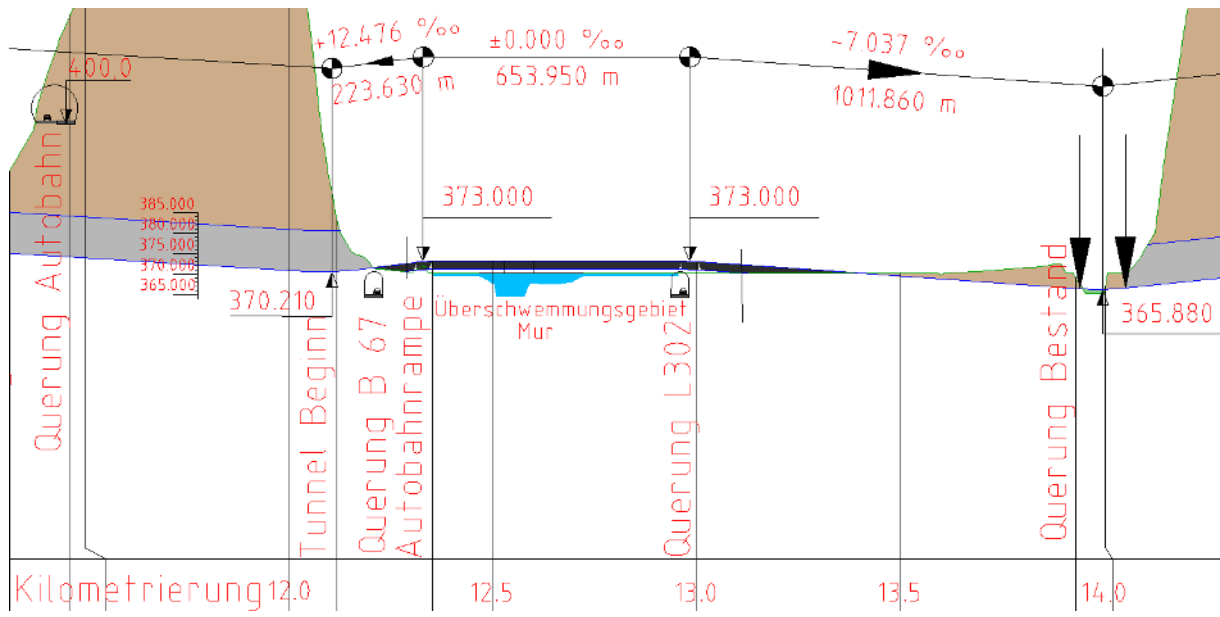 +12.476 ‰
223.630 m
±0.000 ‰
653.950 m
-7.037 ‰
1011.860 m
400,0
373.000
373.000
385.000
380.000
375.000
370.000
365.000
370.210
365.880
Überschwemmungsgebiet
Mur
Querung Autobahn
Tunnel Beginn
Querung B 67
Autobahnrampe
Querung L302
Querung Bestand
Kilometrierung
12.0
12.5
13.0
13.5
14.0